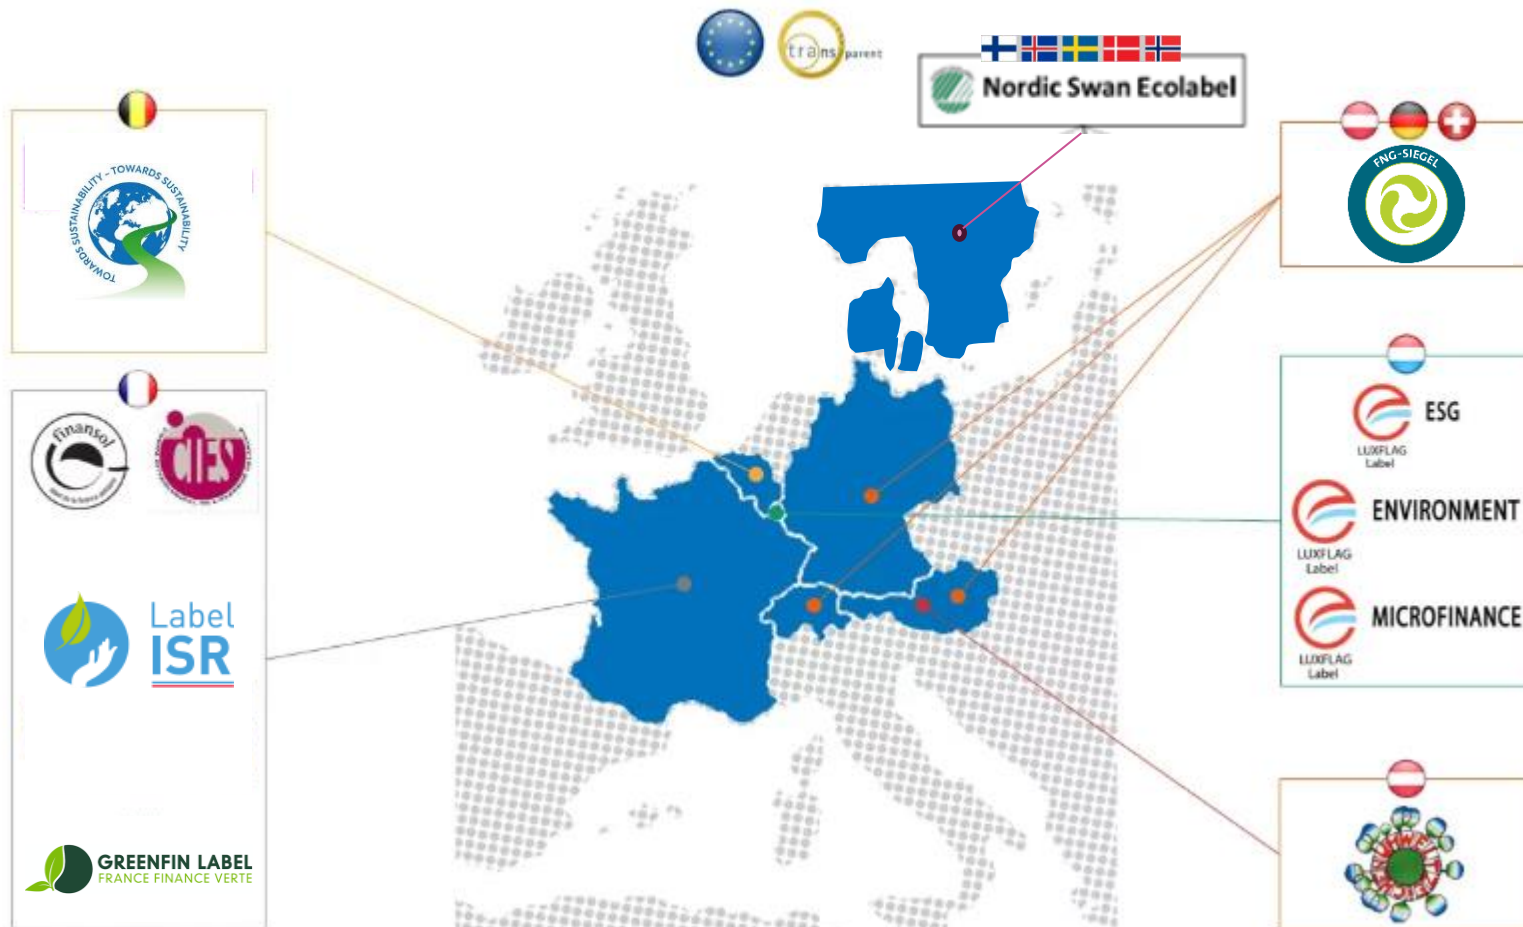 transparent
Nordic Swan Ecolabel
TOWARDS SUSTAINABILITY - TOWARDS SUSTAINABILITY
FNG-SIEGEL
finansol
CIES
Label
ISR
GREENFIN LABEL
FRANCE FINANCE VERTE
ESG
LUXFLAG
Label
ENVIRONMENT
LUXFLAG
Label
MICROFINANCE
LUXFLAG
Label
UMWELTZEICHEN